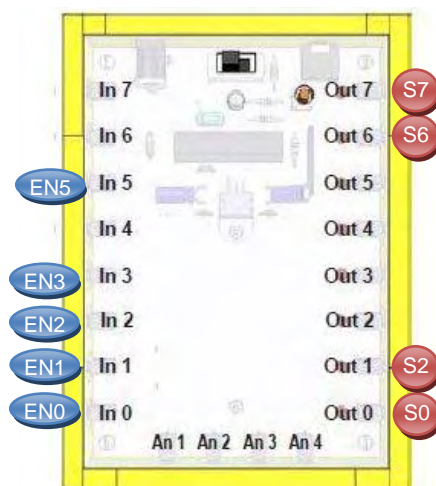 In 7 Out 7 S7
In 6 Out 6 S6
EN5 In 5 Out 5
In 4 Out 4
EN3 In 3 Out 3
EN2 In 2 Out 2
EN1 In 1 Out 1 S2
EN0 In 0 Out 0 S0
An 1 An 2 An 3 An 4